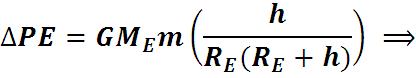 ΔPE = GM_E m ( h / R_E(R_E + h) ) ⟹